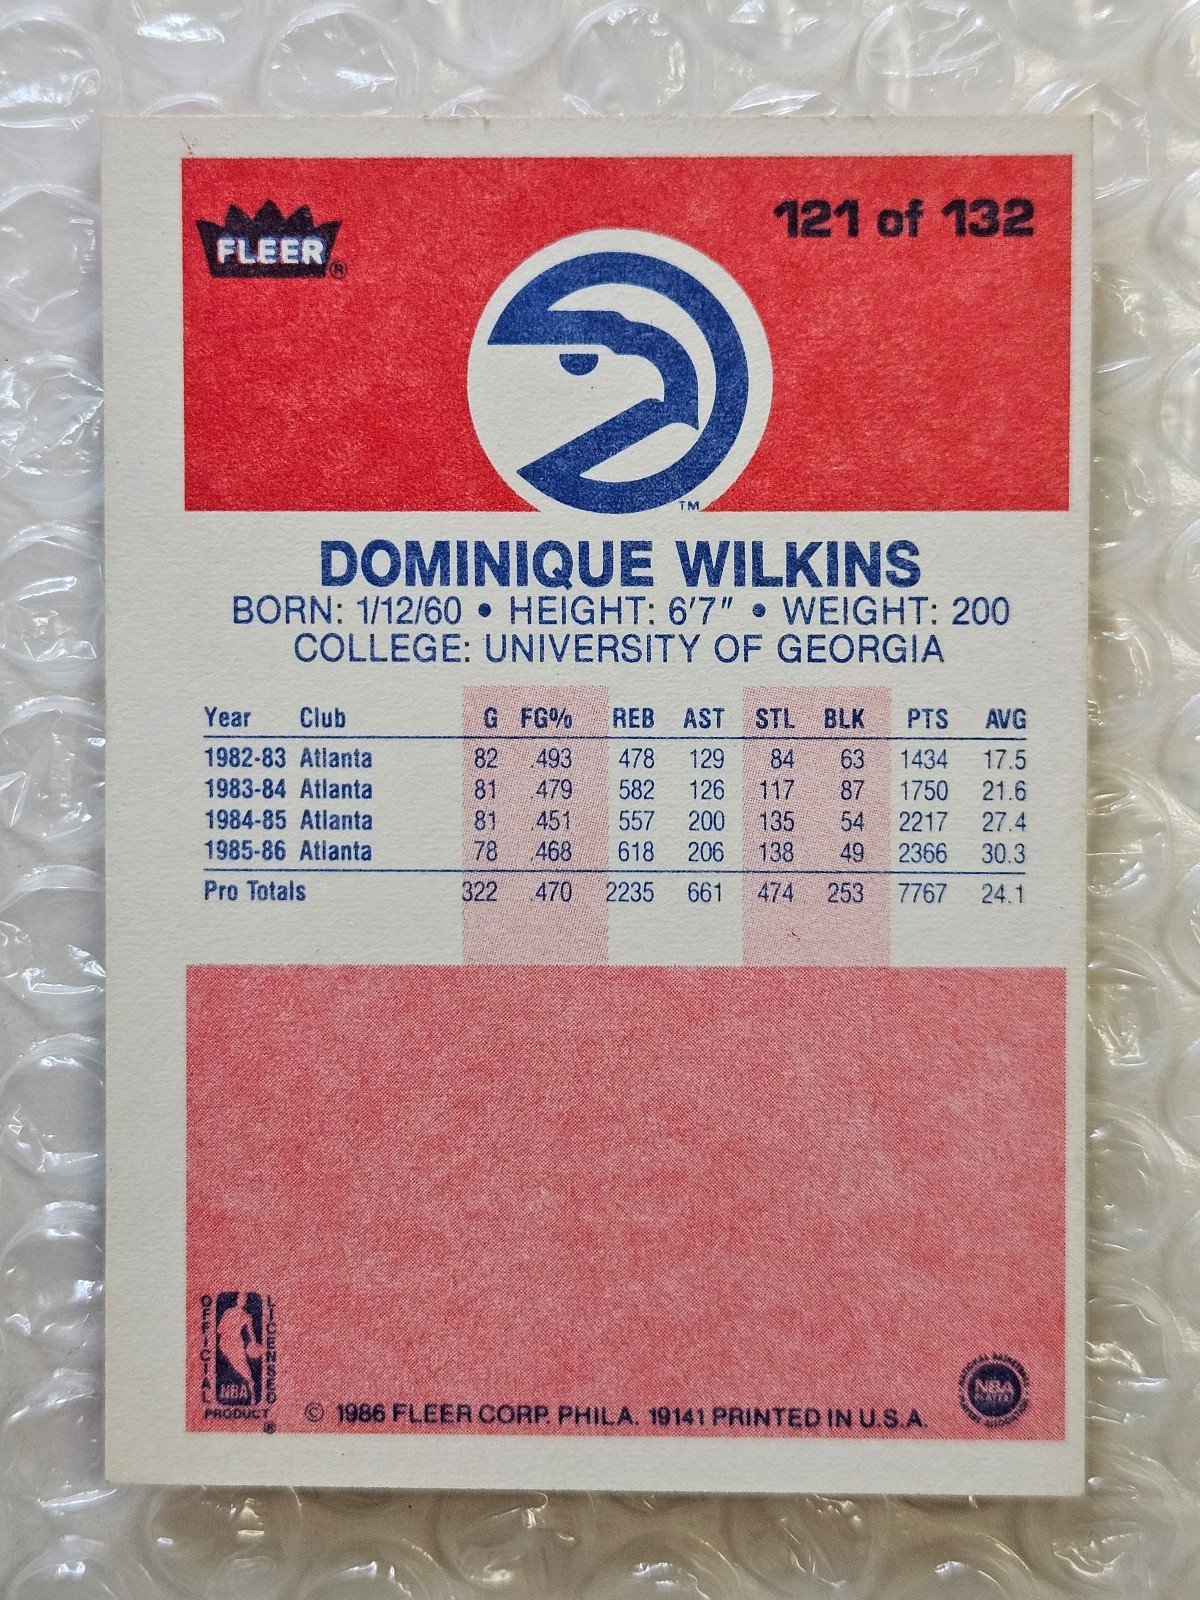 FLEER®
121 of 132
TM
DOMINIQUE WILKINS
BORN: 1/12/60 • HEIGHT: 6'7" • WEIGHT: 200
COLLEGE: UNIVERSITY OF GEORGIA
Year Club G FG% REB AST STL BLK PTS AVG
1982-83 Atlanta 82 .493 478 129 84 63 1434 17.5
1983-84 Atlanta 81 .479 582 126 117 87 1750 21.6
1984-85 Atlanta 81 .451 557 200 135 54 2217 27.4
1985-86 Atlanta 78 .468 618 206 138 49 2366 30.3
Pro Totals 322 .470 2235 661 474 253 7767 24.1
OFFICIAL
NBA
LICENSED
PRODUCT ®
© 1986 FLEER CORP. PHILA. 19141 PRINTED IN U.S.A.
NATIONAL BASKETBALL
NBA
PLAYERS
ASSOCIATION